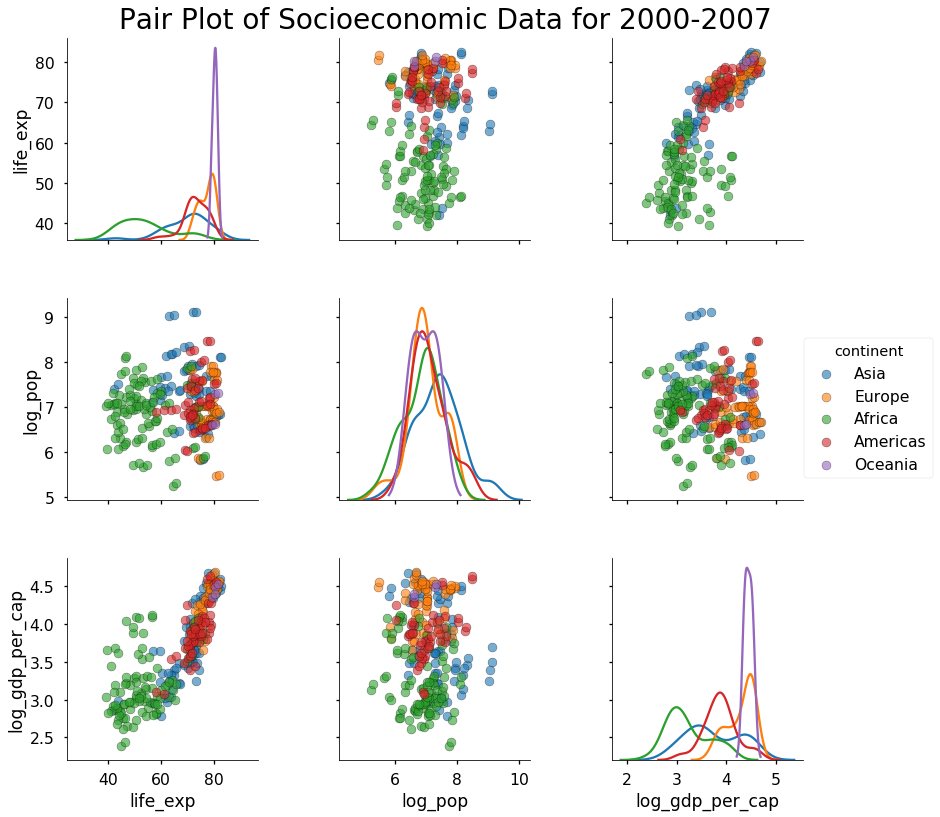 Pair Plot of Socioeconomic Data for 2000-2007
life_exp
80
70
60
50
40
log_pop
9
8
7
6
5
continent
Asia
Europe
Africa
Americas
Oceania
log_gdp_per_cap
4.5
4.0
3.5
3.0
2.5
40 60 80
6 8 10
2 3 4 5
life_exp
log_pop
log_gdp_per_cap